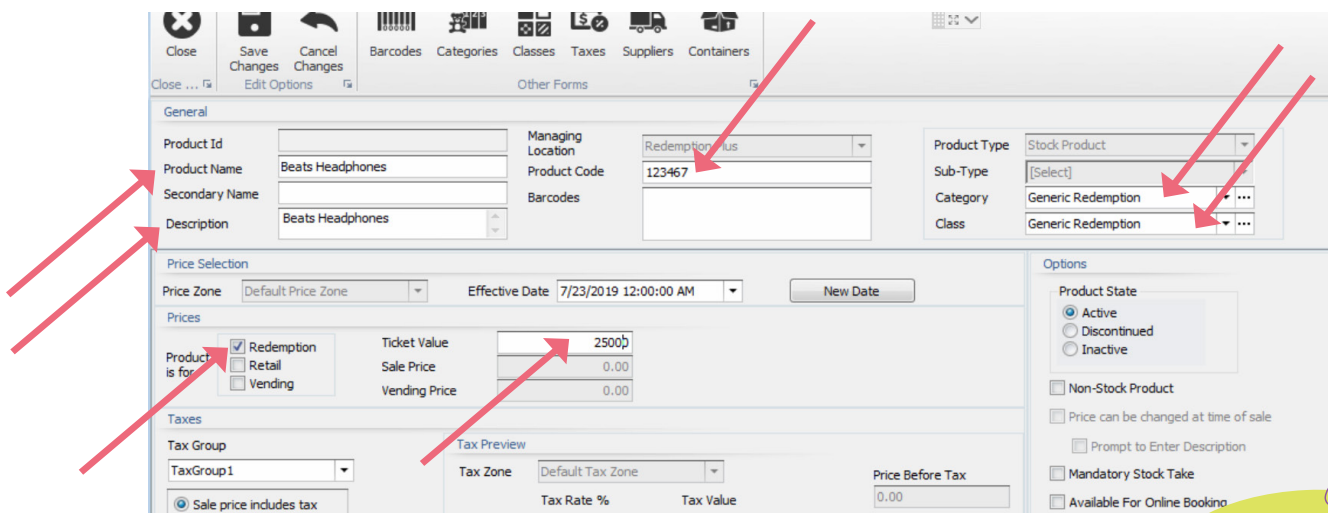 Close Save Changes Cancel Changes Barcodes Categories Classes Taxes Suppliers Containers
Close ... Edit Options Other Forms
General
Product Id
Managing Location Redemption Plus
Product Type Stock Product
Product Name Beats Headphones
Product Code 123467
Sub-Type [Select]
Secondary Name
Barcodes
Category Generic Redemption
Description Beats Headphones
Class Generic Redemption
Price Selection
Options
Price Zone Default Price Zone Effective Date 7/23/2019 12:00:00 AM New Date
Product State
Prices
Active
Discontinued
Inactive
Product is for
Redemption
Retail
Vending
Ticket Value 25000
Sale Price 0.00
Vending Price 0.00
Non-Stock Product
Taxes
Price can be changed at time of sale
Tax Group
Tax Preview
Prompt to Enter Description
TaxGroup1
Tax Zone Default Tax Zone
Price Before Tax
Mandatory Stock Take
Sale price includes tax
Tax Rate % Tax Value
0.00
Available For Online Booking